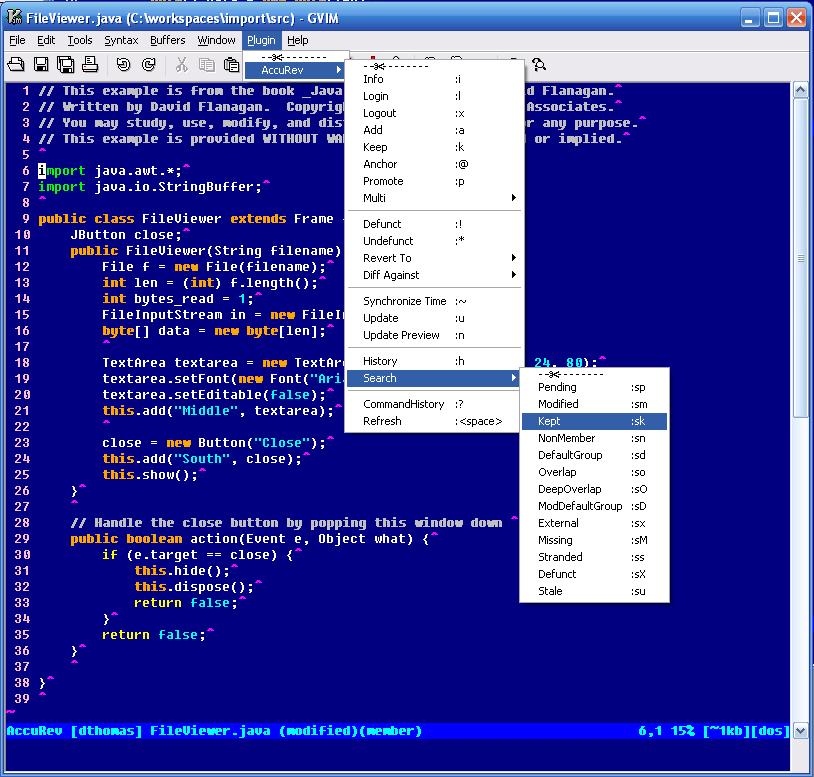 FileViewer.java (C:\workspaces\import\src) - GVIM
File Edit Tools Syntax Buffers Window Plugin Help
AccuRev
Info :i
Login :l
Logout :x
Add :a
Keep :k
Anchor :@
Promote :p
Multi
Defunct :!
Undefunct :*
Revert To
Diff Against
Synchronize Time :~
Update :u
Update Preview :n
History :h
Search
CommandHistory :?
Refresh :<space>
Pending :sp
Modified :sm
Kept :sk
NonMember :sn
DefaultGroup :sd
Overlap :so
DeepOverlap :sO
ModDefaultGroup :sD
External :sx
Missing :sM
Stranded :ss
Defunct :sX
Stale :su
1 // This example is from the book _Java d Flanagan.^
2 // Written by David Flanagan. Copyrig Associates.^
3 // You may study, use, modify, and dis or any purpose.^
4 // This example is provided WITHOUT WA d or implied.^
5 ^
6 import java.awt.*;^
7 import java.io.StringBuffer;^
8 ^
9 public class FileViewer extends Frame
10 JButton close;^
11 public FileViewer(String filename)
12 File f = new File(filename);^
13 int len = (int) f.length();^
14 int bytes_read = 1;^
15 FileInputStream in = new FileIn
16 byte[] data = new byte[len];^
17 ^
18 TextArea textarea = new TextAr 24, 80);^
19 textarea.setFont(new Font("Ari
20 textarea.setEditable(false);^
21 this.add("Middle", textarea);^
22 ^
23 close = new Button("Close");^
24 this.add("South", close);^
25 this.show();^
26 }^
27 ^
28 // Handle the close button by popping this window down ^
29 public boolean action(Event e, Object what) {^
30 if (e.target == close) {^
31 this.hide();^
32 this.dispose();^
33 return false;^
34 }^
35 return false;^
36 }^
37 ^
38 }^
39 ^
~
AccuRev [dthomas] FileViewer.java (modified)(member) 6,1 15% [~1kb][dos]